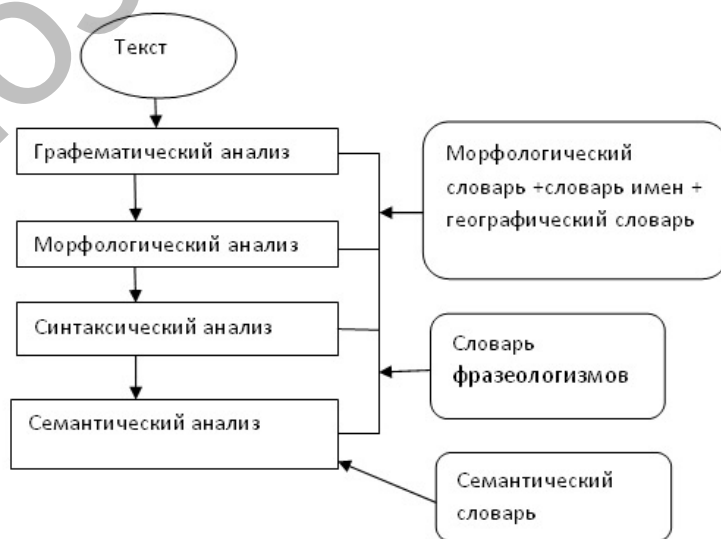 Текст
Графематический анализ
Морфологический анализ
Синтаксический анализ
Семантический анализ
Морфологический
словарь +словарь имен +
географический словарь
Словарь
фразеологизмов
Семантический
словарь